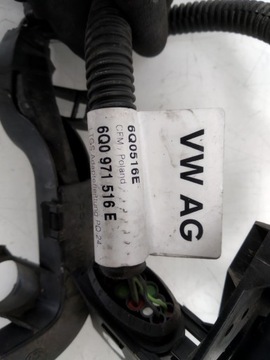 6Q0516E
CFM, Poland
6Q0 971 516 E
VW AG